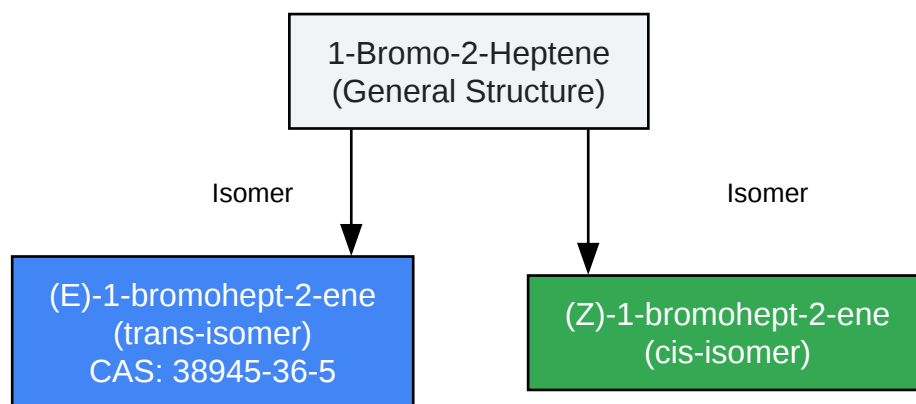 1-Bromo-2-Heptene
(General Structure)
Isomer
Isomer
(E)-1-bromohept-2-ene
(trans-isomer)
CAS: 38945-36-5
(Z)-1-bromohept-2-ene
(cis-isomer)